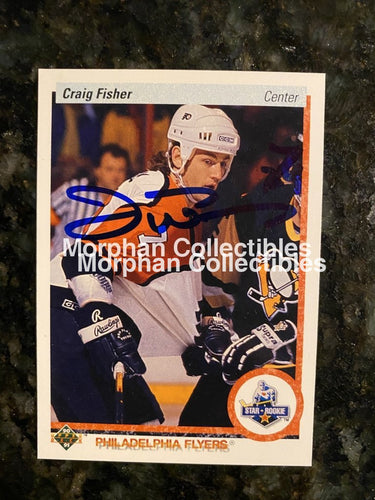 Craig Fisher
Center
Morphan Collectibles
Morphan Collectibles
STAR ROOKIE
PHILADELPHIA FLYERS